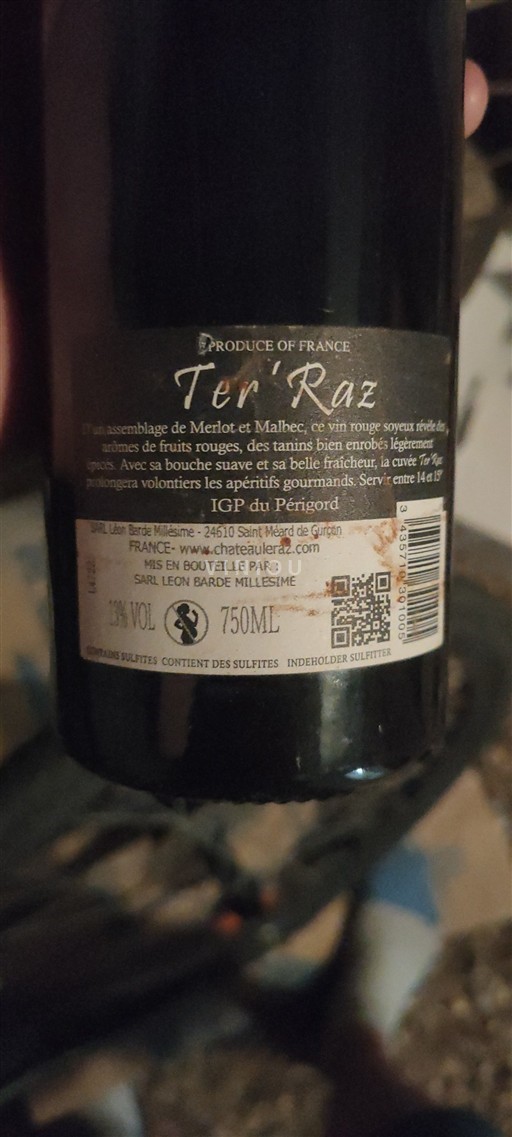 PRODUCE OF FRANCE
Ter'Raz
assemblage de Merlot et Malbec, ce vin rouge soyeux révèle des
arômes de fruits rouges, des tanins bien enrobés légèrement
épicés. Avec sa bouche suave et sa belle fraîcheur, la cuvée Ter'Raz
prolongera volontiers les apéritifs gourmands. Servir entre 14 et 15°
IGP du Périgord
SARL Léon Barde Millésime - 24610 Saint Méard de Gurçon
FRANCE- www.chateauleraz.com
MIS EN BOUTEILLE PAR :
SARL LEON BARDE MILLESIME
13% VOL
750ML
CONTAINS SULFITES CONTIENT DES SULFITES INDEHOLDER SULFITTER